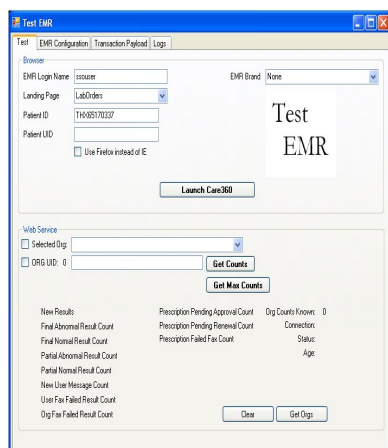 Test EMR
Test EMR Configuration Transaction Payload Logs
Browser
EMR Login Name ssouser EMR Brand None
Landing Page LabOrders
Patient ID THX65170337
Patient UID
Use Firefox instead of IE
Test
EMR
Launch Care360
Web Service
Selected Org:
ORG UID: 0 Get Counts
Get Max Counts
New Results Prescription Pending Approval Count Org Counts Known: 0
Final Abnormal Result Count Prescription Pending Renewal Count Connection:
Final Normal Result Count Prescription Failed Fax Count Status:
Partial Abnormal Result Count Age:
Partial Normal Result Count
New User Message Count
User Fax Failed Result Count
Org Fax Failed Result Count Clear Get Orgs